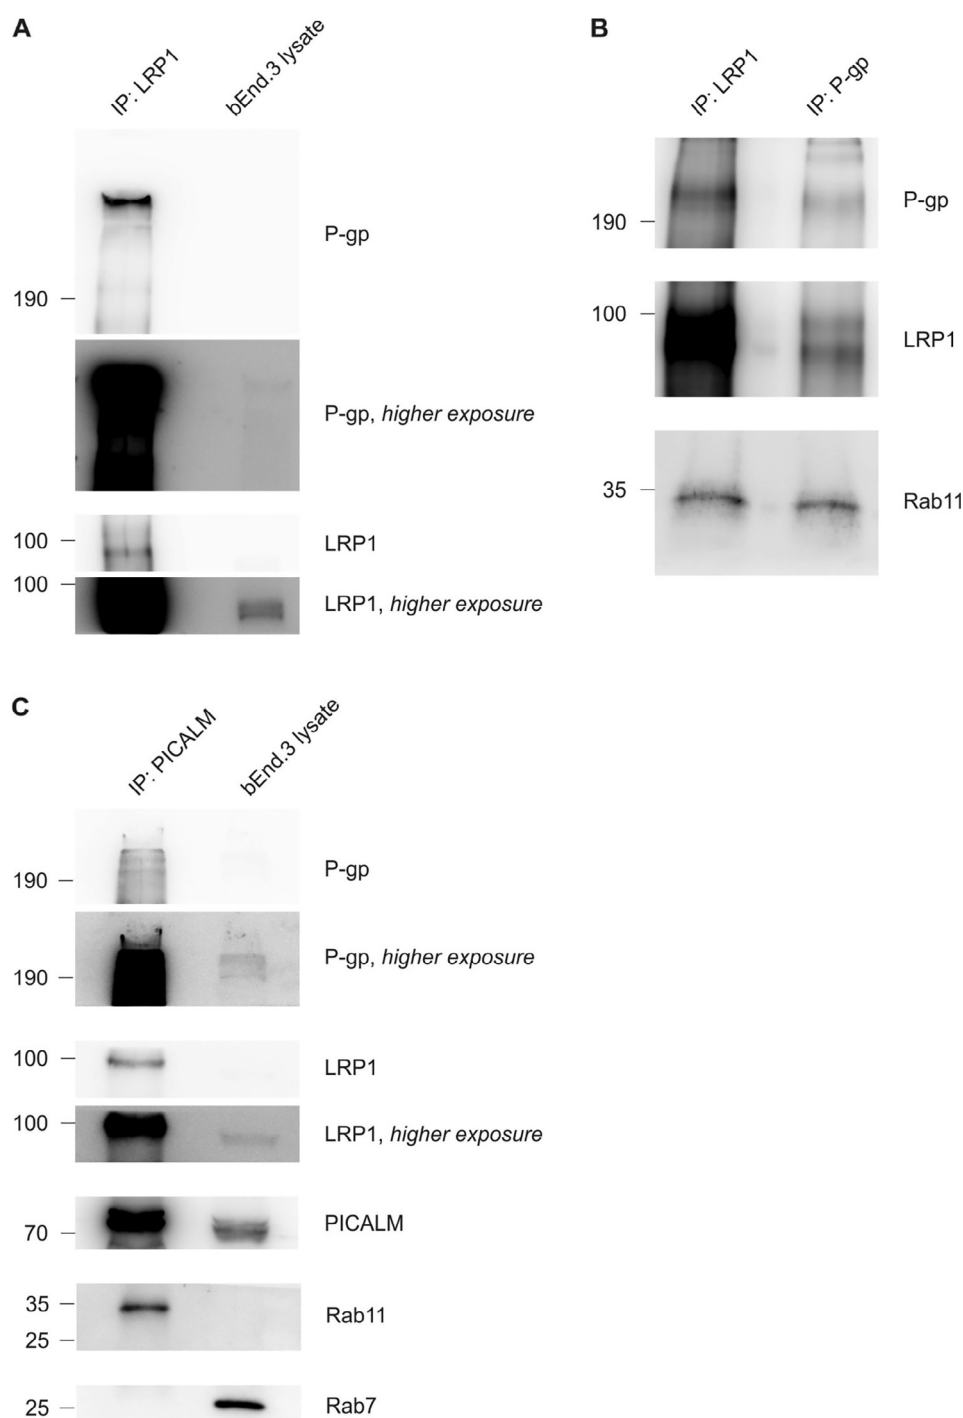 A
IP: LRP1
bEnd.3 lysate
P-gp
190
P-gp, higher exposure
100
LRP1
100
LRP1, higher exposure
B
IP: LRP1
IP: P-gp
P-gp
190
100
LRP1
35
Rab11
C
IP: PICALM
bEnd.3 lysate
P-gp
190
P-gp, higher exposure
190
100
LRP1
100
LRP1, higher exposure
PICALM
70
35
Rab11
25
25
Rab7